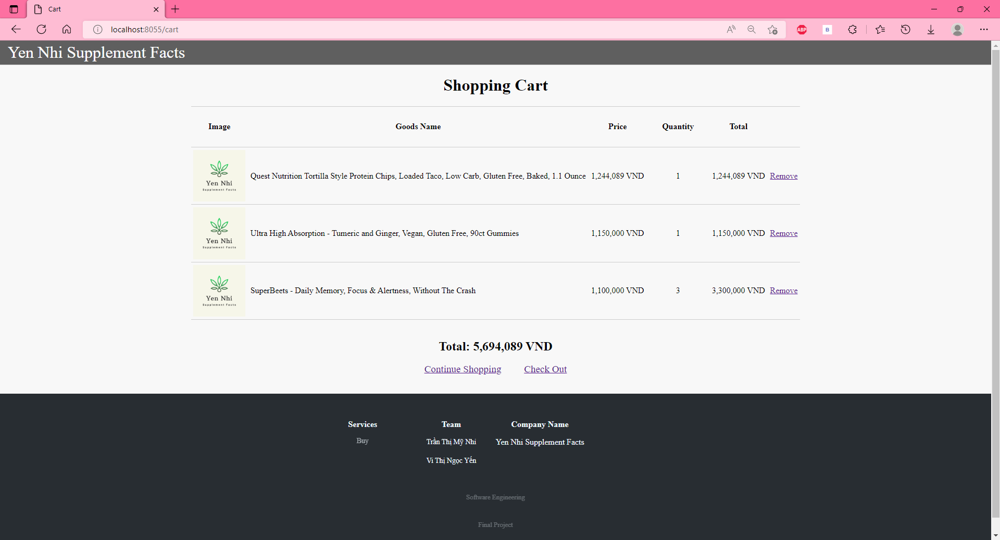 Cart
localhost:8055/cart
ABP
B
Yen Nhi Supplement Facts
Shopping Cart
Image Goods Name Price Quantity Total
Yen Nhi
Supplement Facts
Quest Nutrition Tortilla Style Protein Chips, Loaded Taco, Low Carb, Gluten Free, Baked, 1.1 Ounce 1,244,089 VND 1 1,244,089 VND Remove
Yen Nhi
Supplement Facts
Ultra High Absorption - Tumeric and Ginger, Vegan, Gluten Free, 90ct Gummies 1,150,000 VND 1 1,150,000 VND Remove
Yen Nhi
Supplement Facts
SuperBeets - Daily Memory, Focus & Alertness, Without The Crash 1,100,000 VND 3 3,300,000 VND Remove
Total: 5,694,089 VND
Continue Shopping Check Out
Services Team Company Name
Buy Trần Thị Mỹ Nhi Yen Nhi Supplement Facts
Vi Thị Ngọc Yến
Software Engineering
Final Project